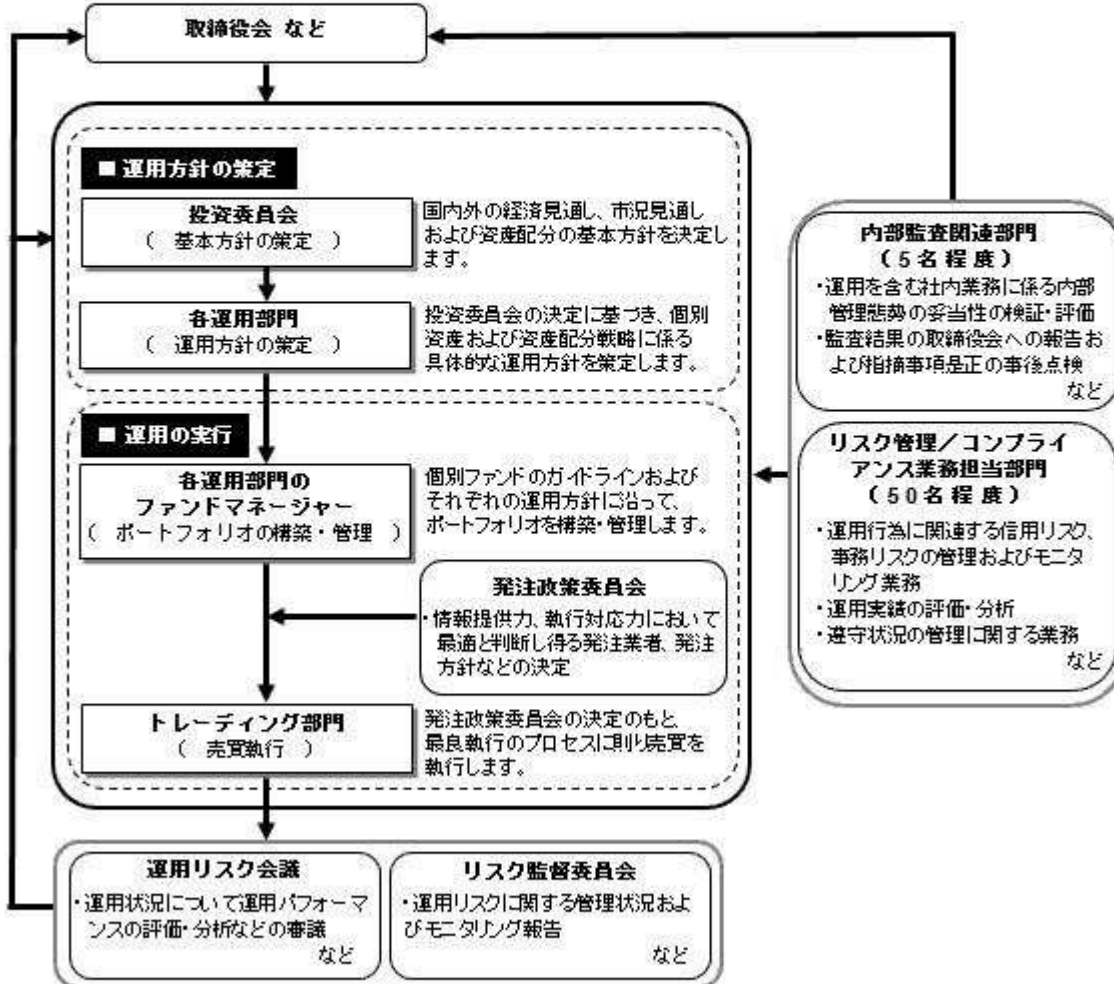 取締役会 など
■ 運用方針の策定
投資委員会
( 基本方針の策定 )
国内外の経済見通し、市況見通し
および資産配分の基本方針を決定し
ます。
各運用部門
( 運用方針の策定 )
投資委員会の決定に基づき、個別
資産および資産配分戦略に係る
具体的な運用方針を策定します。
■ 運用の実行
各運用部門の
ファンドマネージャー
( ポートフォリオの構築・管理 )
個別ファンドのガイドラインおよび
それぞれの運用方針に沿って、
ポートフォリオを構築・管理します。
発注政策委員会
・情報提供力、執行対応力において
最適と判断し得る発注業者、発注
方針などの決定
トレーディング部門
( 売買執行 )
発注政策委員会の決定のもと
最良執行のプロセスに則り売買を
執行します。
運用リスク会議
・運用状況について運用パフォーマ
ンスの評価・分析などの審議
など
リスク監督委員会
・運用リスクに関する管理状況およ
びモニタリング報告
など
内部監査関連部門
(5名程度)
・運用を含む社内業務に係る内部
管理態勢の妥当性の検証・評価
・監査結果の取締役会への報告お
よび指摘事項是正の事後点検
など
リスク管理/コンプライ
アンス業務担当部門
(50名程度)
・運用行為に関連する信用リスク、
事務リスクの管理およびモニタ
リング業務
・運用実績の評価・分析
・遵守状況の管理に関する業務
など